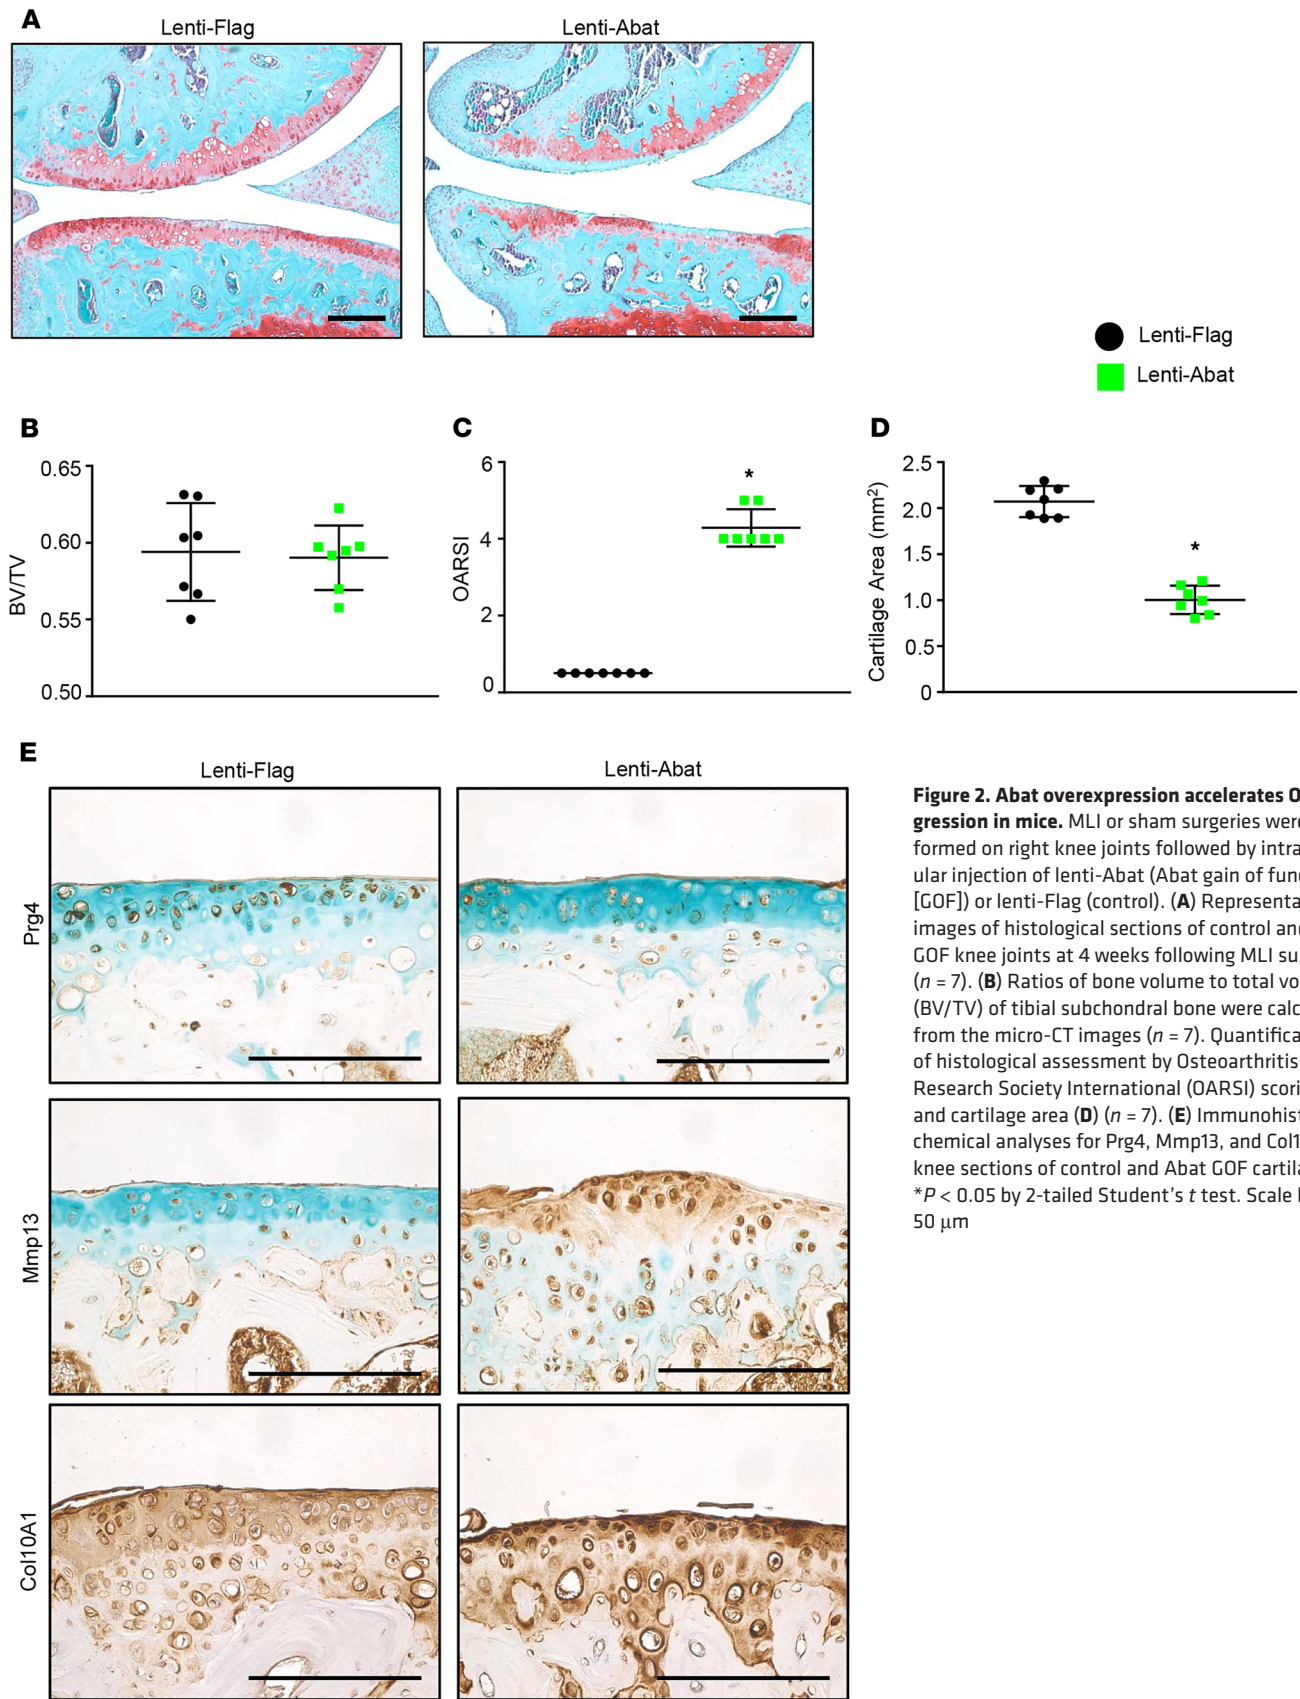 A
Lenti-Flag
Lenti-Abat
Lenti-Flag
Lenti-Abat
B
C
D
0.65
0.60
0.55
0.50
BV/TV
6
4
2
0
OARSI
*
2.5
2.0
1.5
1.0
0.5
0
Cartilage Area (mm²)
*
E
Lenti-Flag
Lenti-Abat
Prg4
Mmp13
Col10A1
Figure 2. Abat overexpression accelerates O
gression in mice. MLI or sham surgeries were
formed on right knee joints followed by intra
ular injection of lenti-Abat (Abat gain of func
[GOF]) or lenti-Flag (control). (A) Representa
images of histological sections of control and
GOF knee joints at 4 weeks following MLI su
(n = 7). (B) Ratios of bone volume to total vo
(BV/TV) of tibial subchondral bone were calc
from the micro-CT images (n = 7). Quantifica
of histological assessment by Osteoarthritis
Research Society International (OARSI) scori
and cartilage area (D) (n = 7). (E) Immunohist
chemical analyses for Prg4, Mmp13, and Col1
knee sections of control and Abat GOF cartila
*P < 0.05 by 2-tailed Student's t test. Scale
50 μm